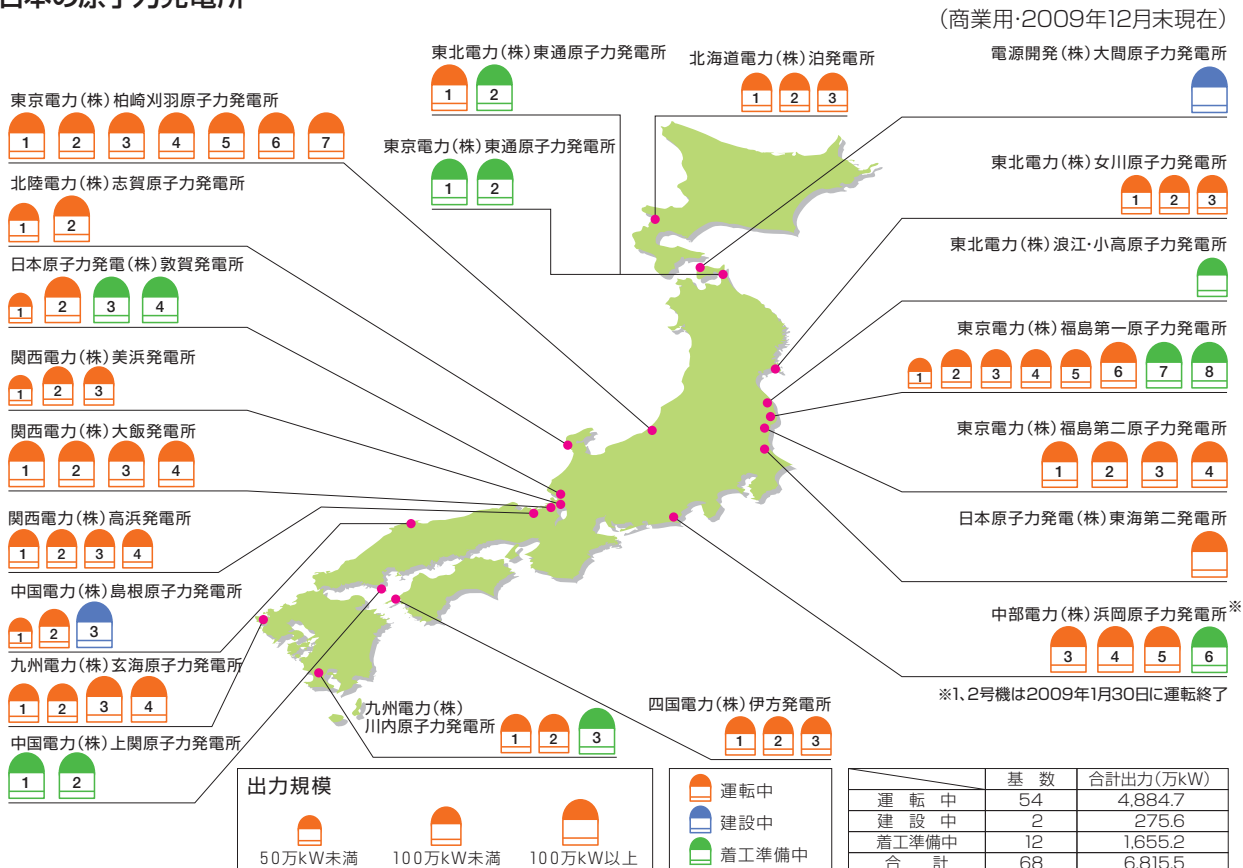 日本の原子力発電所
(商業用・2009年12月末現在)
東北電力(株)東通原子力発電所
1 2
北海道電力(株)泊発電所
1 2 3
電源開発(株)大間原子力発電所
東京電力(株)柏崎刈羽原子力発電所
1 2 3 4 5 6 7
東京電力(株)東通原子力発電所
1 2
東北電力(株)女川原子力発電所
1 2 3
北陸電力(株)志賀原子力発電所
1 2
東北電力(株)浪江・小高原子力発電所
日本原子力発電(株)敦賀発電所
1 2 3 4
東京電力(株)福島第一原子力発電所
1 2 3 4 5 6 7 8
関西電力(株)美浜発電所
1 2 3
関西電力(株)大飯発電所
1 2 3 4
東京電力(株)福島第二原子力発電所
1 2 3 4
関西電力(株)高浜発電所
1 2 3 4
日本原子力発電(株)東海第二発電所
中国電力(株)島根原子力発電所
1 2 3
中部電力(株)浜岡原子力発電所※
3 4 5 6
※1、2号機は2009年1月30日に運転終了
九州電力(株)玄海原子力発電所
1 2 3 4
九州電力(株)
川内原子力発電所
1 2 3
四国電力(株)伊方発電所
1 2 3
中国電力(株)上関原子力発電所
1 2
出力規模
50万kW未満 100万kW未満 100万kW以上
運転中
建設中
着工準備中
基数 合計出力(万kW)
運転中 54 4,884.7
建設中 2 275.6
着工準備中 12 1,655.2
合計 68 6,815.5